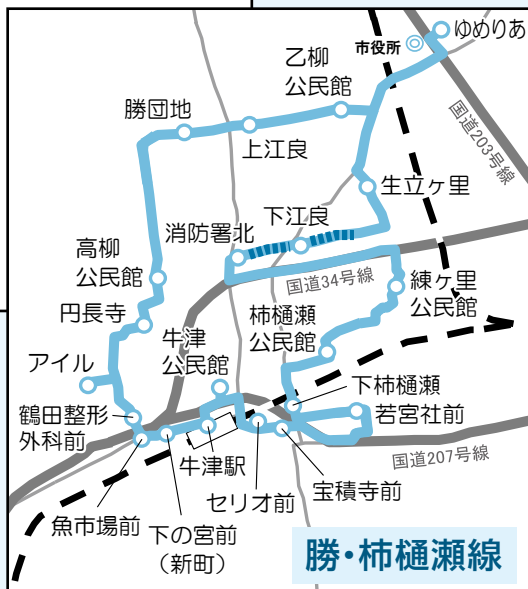 ゆめりあ
市役所
乙柳
公民館
国道203号線
勝団地
上江良
生立ヶ里
下江良
消防署北
高柳
公民館
国道34号線
練ヶ里
公民館
円長寺
牛津
公民館
柿樋瀬
公民館
アイル
下柿樋瀬
若宮社前
鶴田整形
外科前
国道207号線
牛津駅
セリオ前
宝積寺前
魚市場前
下の宮前
（新町）
勝・柿樋瀬線